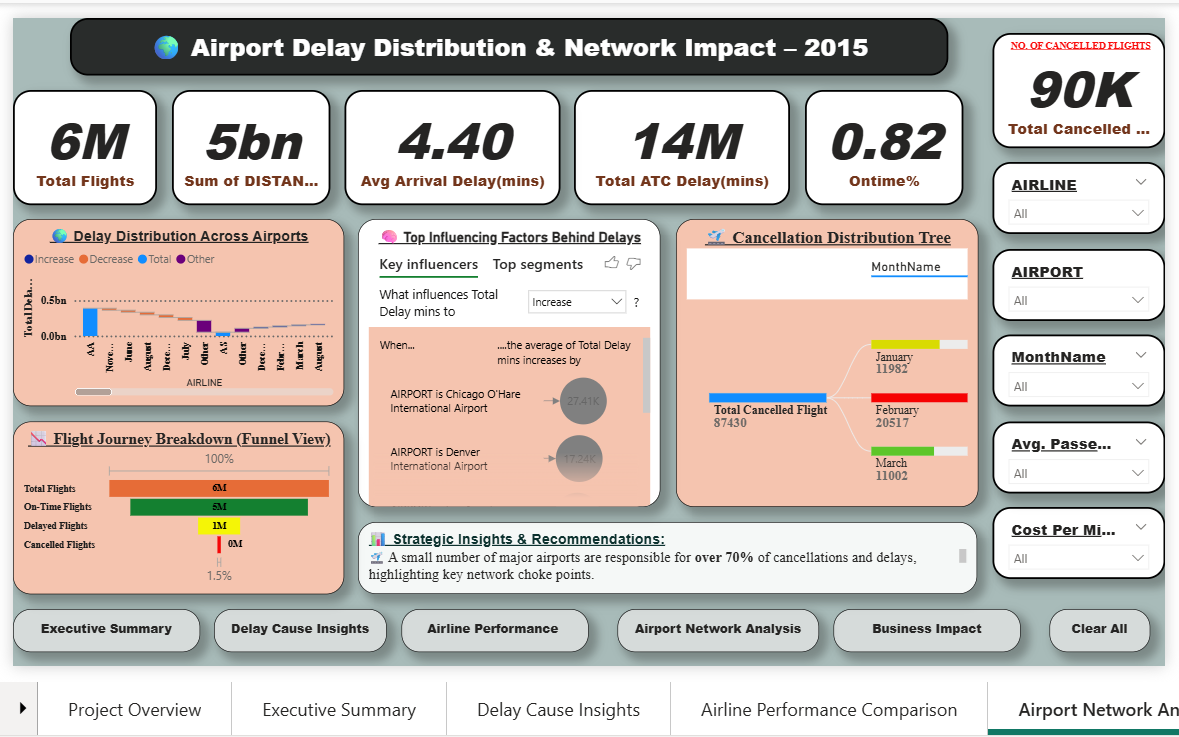 Airport Delay Distribution & Network Impact – 2015
NO. OF CANCELLED FLIGHTS
90K
Total Cancelled ...
6M
Total Flights
5bn
Sum of DISTAN...
4.40
Avg Arrival Delay(mins)
14M
Total ATC Delay(mins)
0.82
Ontime%
AIRLINE
All
AIRPORT
All
MonthName
All
Avg. Passe...
All
Cost Per Mi...
All
Delay Distribution Across Airports
Increase Decrease Total Other
Total Dela...
0.5bn
0.0bn
AA
Nove...
June
August
Dece...
July
Other
AS
Other
Dece...
Febr...
March
August
AIRLINE
Top Influencing Factors Behind Delays
Key influencers Top segments
What influences Total
Delay mins to
Increase
?
When...
....the average of Total Delay
mins increases by
AIRPORT is Chicago O'Hare
International Airport
27.41K
AIRPORT is Denver
International Airport
17.24K
Cancellation Distribution Tree
MonthName
Total Cancelled Flight
87430
January
11982
February
20517
March
11002
Flight Journey Breakdown (Funnel View)
100%
Total Flights
6M
On-Time Flights
5M
Delayed Flights
1M
Cancelled Flights
0M
1.5%
Strategic Insights & Recommendations:
A small number of major airports are responsible for over 70% of cancellations and delays,
highlighting key network choke points.
Executive Summary
Delay Cause Insights
Airline Performance
Airport Network Analysis
Business Impact
Clear All
Project Overview
Executive Summary
Delay Cause Insights
Airline Performance Comparison
Airport Network An